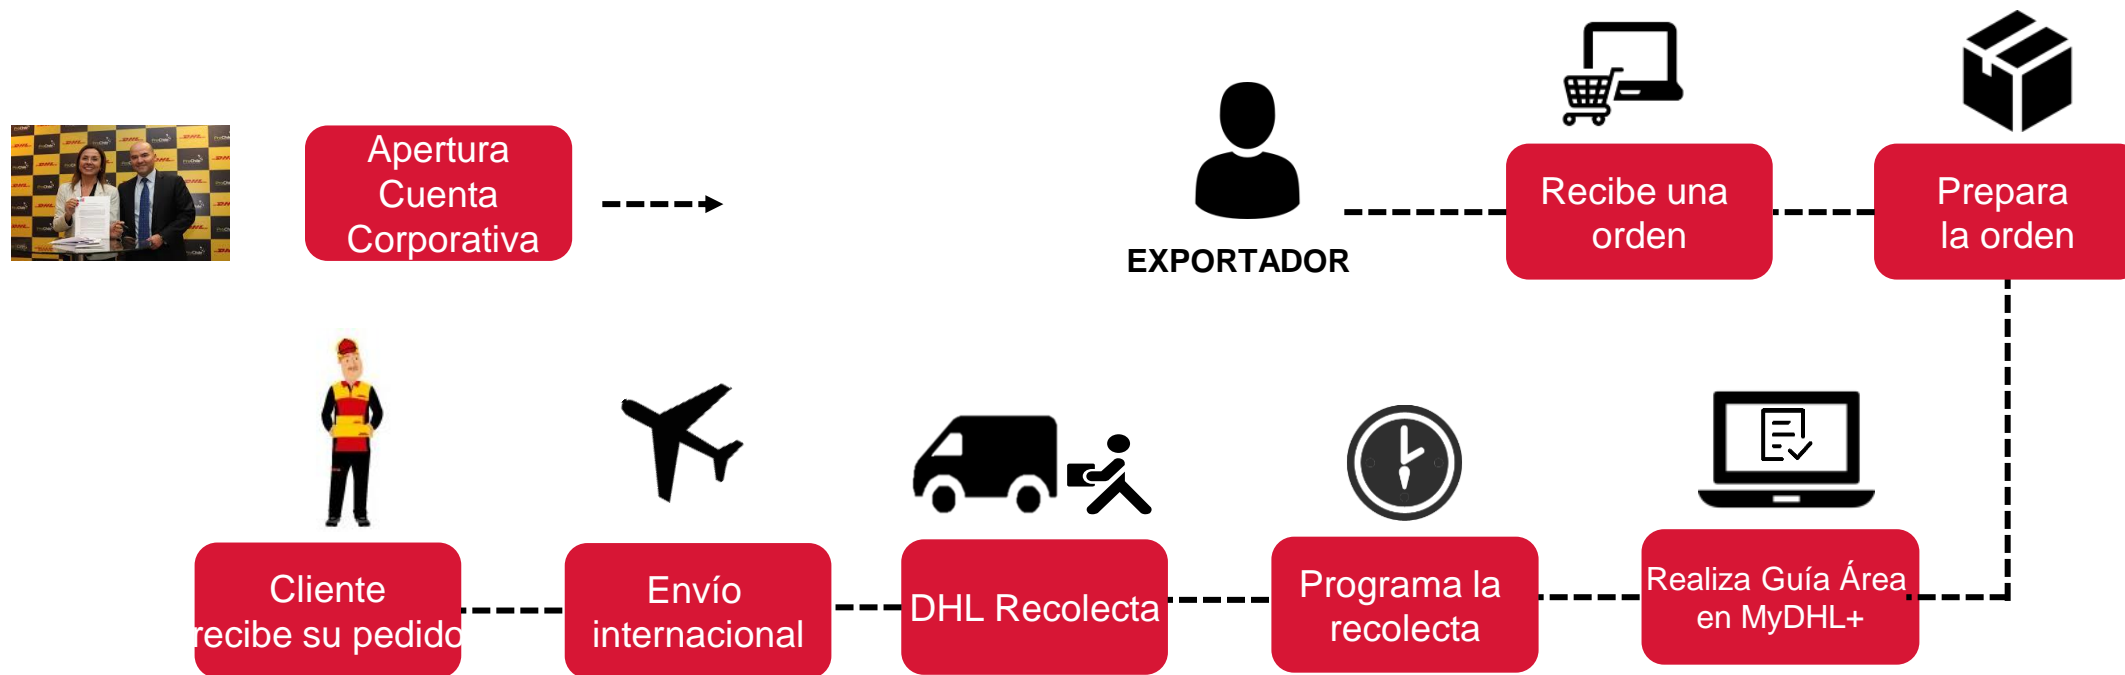 Apertura
Cuenta
Corporativa
EXPORTADOR
Recibe una
orden
Prepara
la orden
Realiza Guía Área
en MyDHL+
Programa la
recolecta
DHL Recolecta
Envío
internacional
Cliente
recibe su pedido